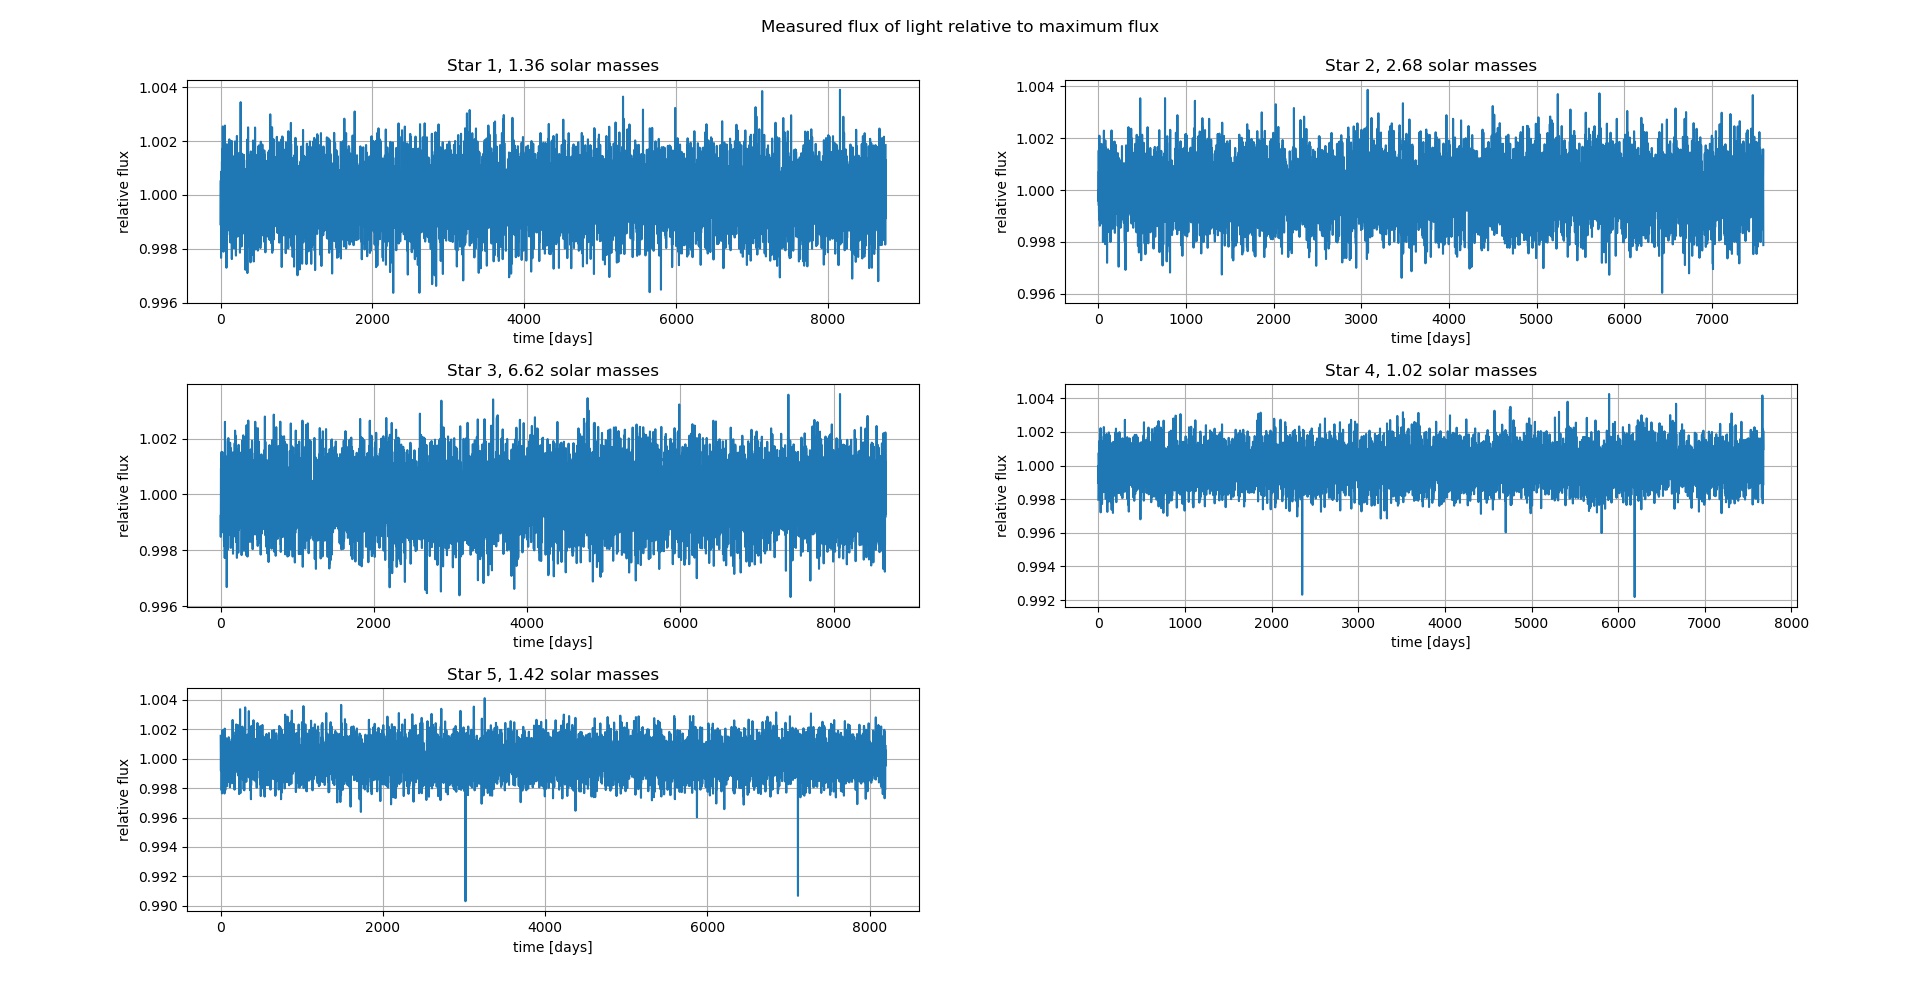 Measured flux of light relative to maximum flux
Star 1, 1.36 solar masses
relative flux
1.004
1.002
1.000
0.998
0.996
0 2000 4000 6000 8000
time [days]
Star 2, 2.68 solar masses
relative flux
1.004
1.002
1.000
0.998
0.996
0 1000 2000 3000 4000 5000 6000 7000
time [days]
Star 3, 6.62 solar masses
relative flux
1.002
1.000
0.998
0.996
0 2000 4000 6000 8000
time [days]
Star 4, 1.02 solar masses
relative flux
1.004
1.002
1.000
0.998
0.996
0.994
0.992
0 1000 2000 3000 4000 5000 6000 7000 8000
time [days]
Star 5, 1.42 solar masses
relative flux
1.004
1.002
1.000
0.998
0.996
0.994
0.992
0.990
0 2000 4000 6000 8000
time [days]